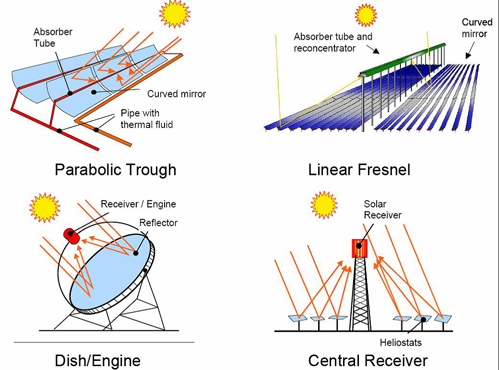 Absorber
Tube
Curved mirror
Pipe with
thermal fluid
Parabolic Trough
Absorber tube and
reconcentrator
Curved
mirror
Linear Fresnel
Receiver / Engine
Reflector
Dish/Engine
Solar
Receiver
Heliostats
Central Receiver